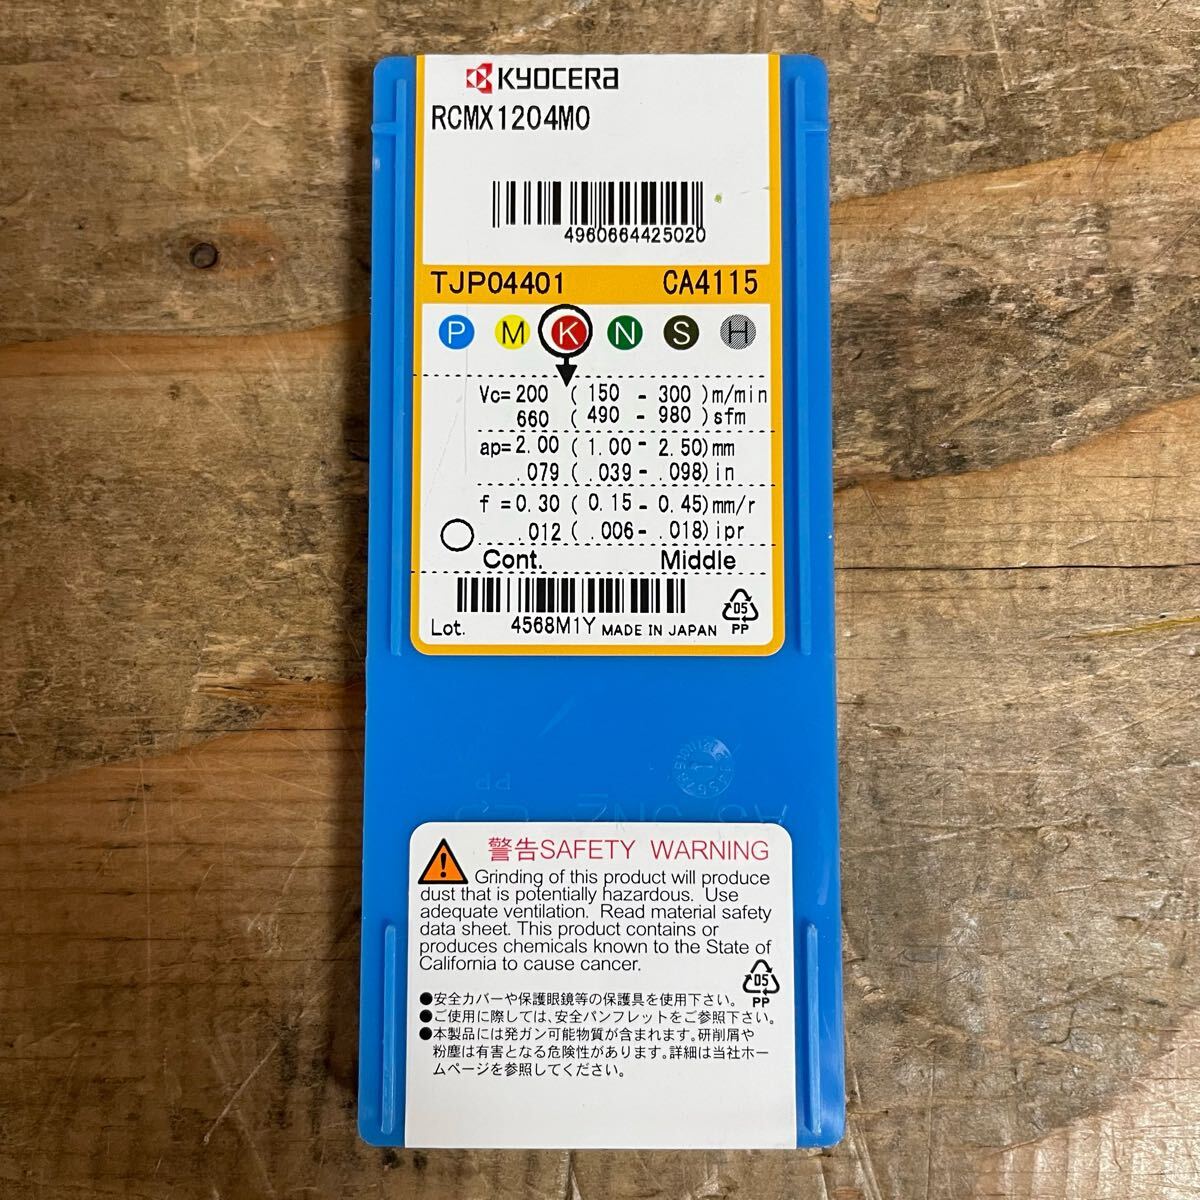 KYOCERA
RCMX1204M0
4960664425020
TJP04401 CA4115
P M K N S H
Vc=200 ( 150 - 300 )m/min
660 ( 490 - 980 )sfm
ap=2.00 ( 1.00 - 2.50)mm
.079 ( .039 - .098)in
f =0.30 ( 0.15 - 0.45)mm/r
.012 ( .006 - .018)ipr
Cont. Middle
Lot. 4568M1Y MADE IN JAPAN
05
PP
PP
警告SAFETY WARNING
Grinding of this product will produce
dust that is potentially hazardous. Use
adequate ventilation. Read material safety
data sheet. This product contains or
produces chemicals known to the State of
California to cause cancer.
05
PP
●安全カバーや保護眼鏡等の保護具を使用下さい。
●ご使用に際しては、安全パンフレットをご参照下さい。
●本製品には発ガン可能物質が含まれます。研削屑や
粉塵は有害となる危険性があります。詳細は当社ホー
ムページを参照してください。